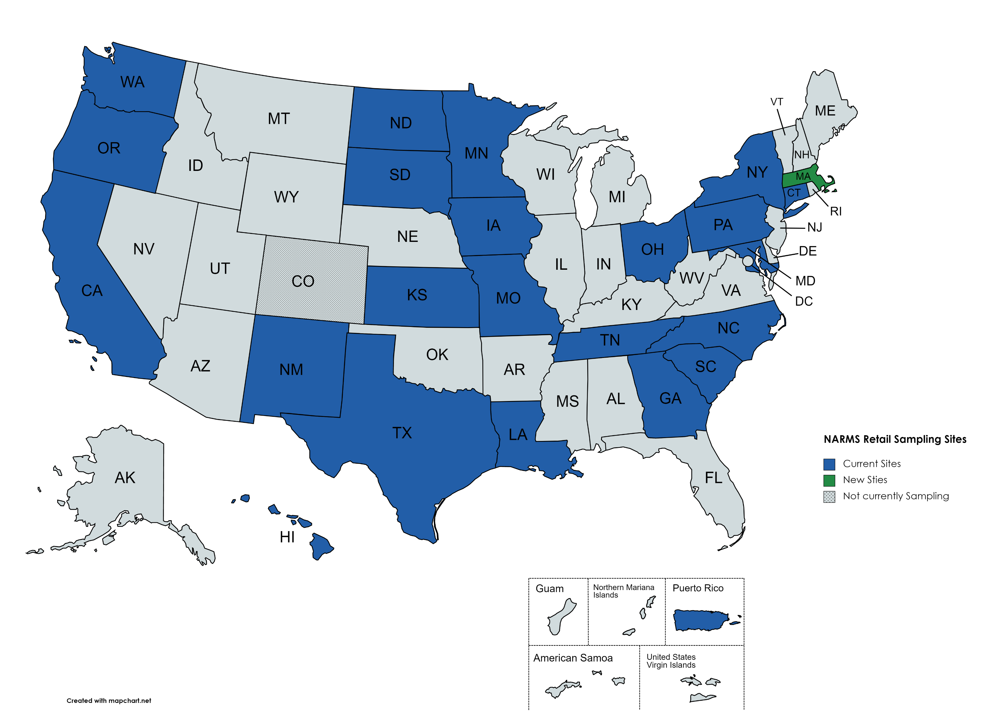 WA
VT
ME
MT
ND
OR
MN
NH
ID
NY
WI
SD
MA
CT
WY
MI
RI
PA
IA
NJ
NE
NV
OH
DE
IL
IN
UT
WV
MD
CO
CA
VA
KS
MO
DC
KY
NC
TN
OK
AZ
NM
AR
SC
MS
AL
GA
TX
LA
NARMS Retail Sampling Sites
Current Sites
New Sties
Not currently Sampling
AK
FL
HI
Guam
Northern Mariana
Islands
Puerto Rico
American Samoa
United States
Virgin Islands
Created with mapchart.net